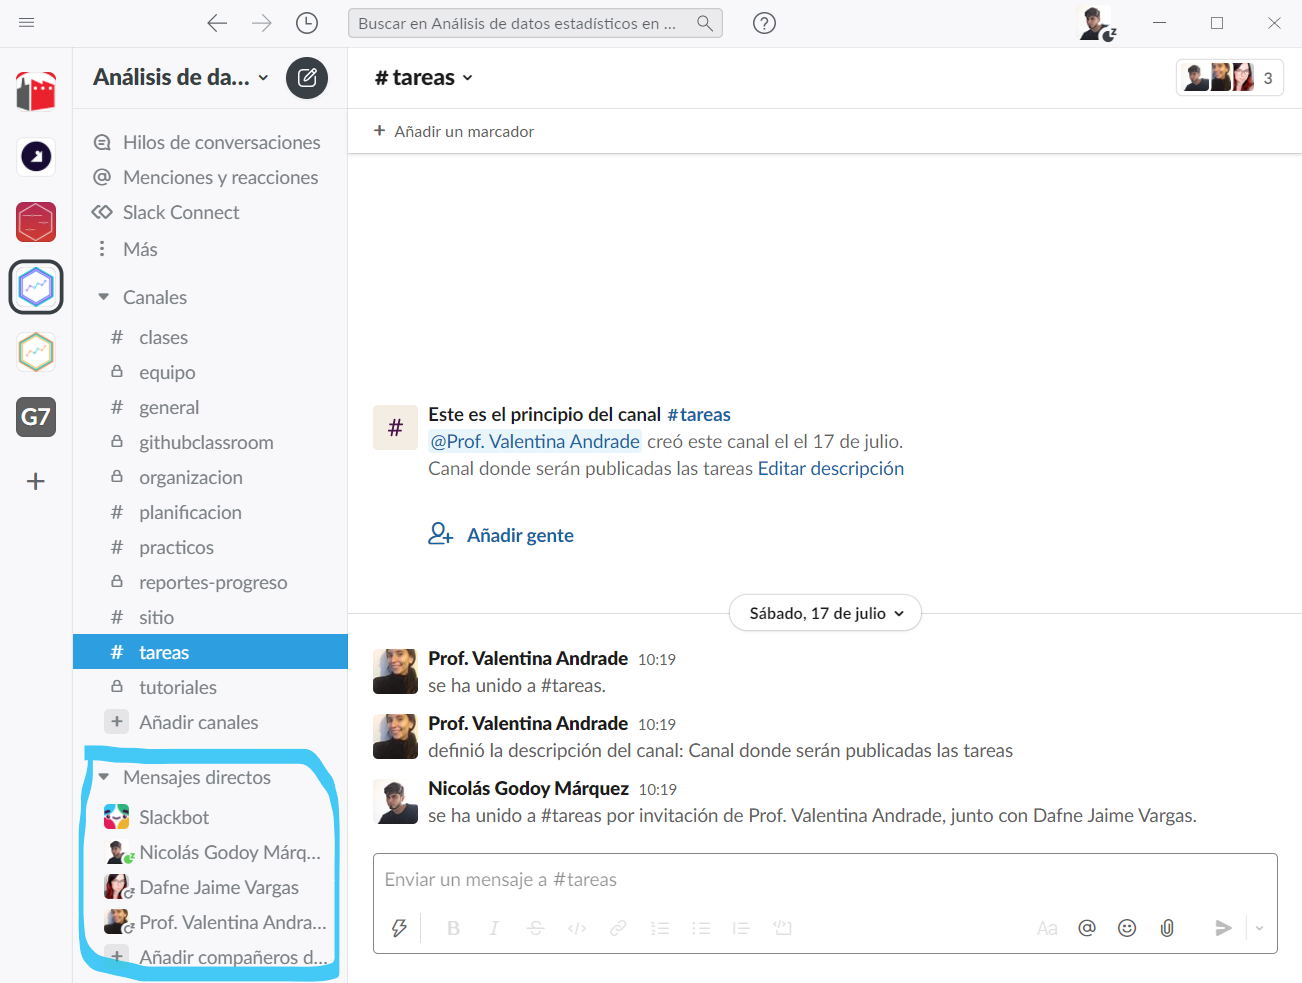 Buscar en Análisis de datos estadísticos en ...
Análisis de da...
# tareas
3
+ Añadir un marcador
Hilos de conversaciones
Menciones y reacciones
Slack Connect
Más
Canales
# clases
equipo
# general
githubclassroom
organizacion
# planificacion
# practicos
reportes-progreso
# sitio
# tareas
tutoriales
+ Añadir canales
Mensajes directos
Slackbot
Nicolás Godoy Márq...
Dafne Jaime Vargas
Prof. Valentina Andra...
+ Añadir compañeros d...
G7
+
# Este es el principio del canal #tareas
@Prof. Valentina Andrade creó este canal el el 17 de julio.
Canal donde serán publicadas las tareas Editar descripción
Añadir gente
Sábado, 17 de julio
Prof. Valentina Andrade 10:19
se ha unido a #tareas.
Prof. Valentina Andrade 10:19
definió la descripción del canal: Canal donde serán publicadas las tareas
Nicolás Godoy Márquez 10:19
se ha unido a #tareas por invitación de Prof. Valentina Andrade, junto con Dafne Jaime Vargas.
Enviar un mensaje a #tareas
B I S </> Aa @